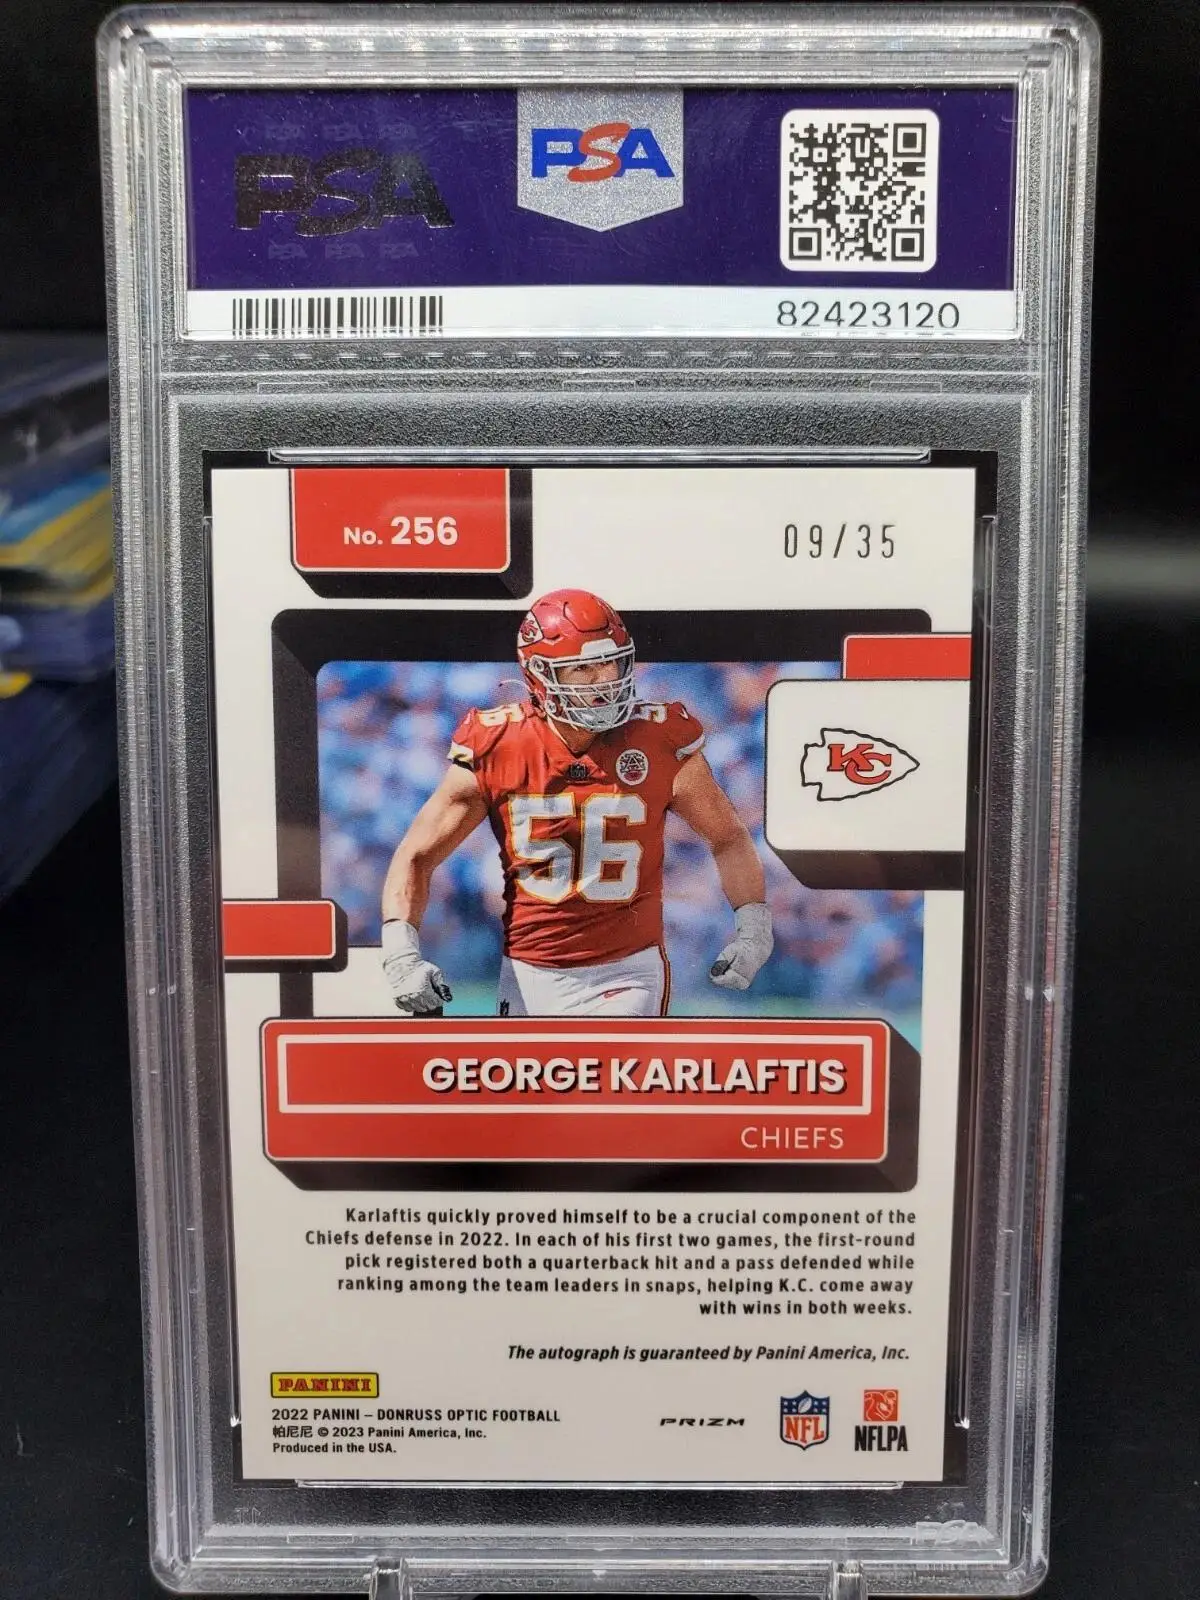 PSA
PSA
82423120
No. 256
09/35
KC
56
56
56
GEORGE KARLAFTIS
CHIEFS
Karlaftis quickly proved himself to be a crucial component of the
Chiefs defense in 2022. In each of his first two games, the first-round
pick registered both a quarterback hit and a pass defended while
ranking among the team leaders in snaps, helping K.C. come away
with wins in both weeks.
The autograph is guaranteed by Panini America, Inc.
PANINI
2022 PANINI – DONRUSS OPTIC FOOTBALL
帕尼尼 © 2023 Panini America, Inc.
Produced in the USA.
PRIZM
NFL
NFLPA
PSA